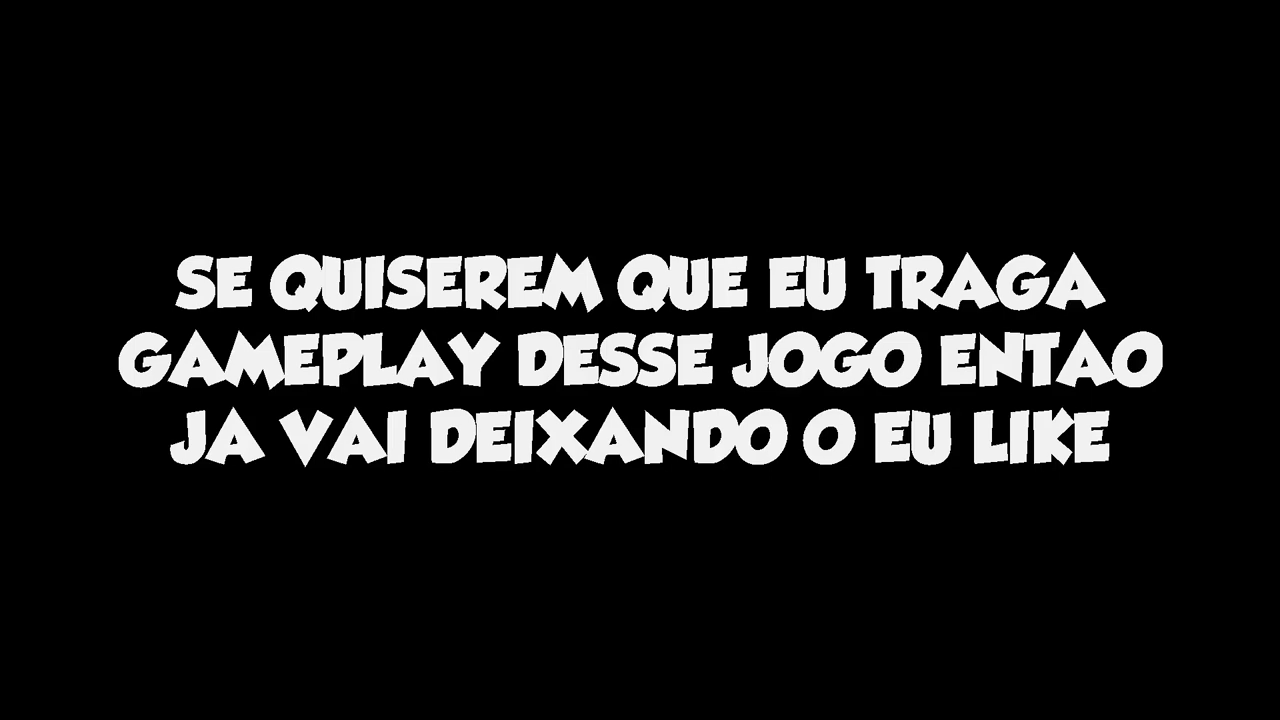 SE QUISEREM QUE EU TRAGA
GAMEPLAY DESSE JOGO ENTAO
JA VAI DEIXANDO O EU LIKE